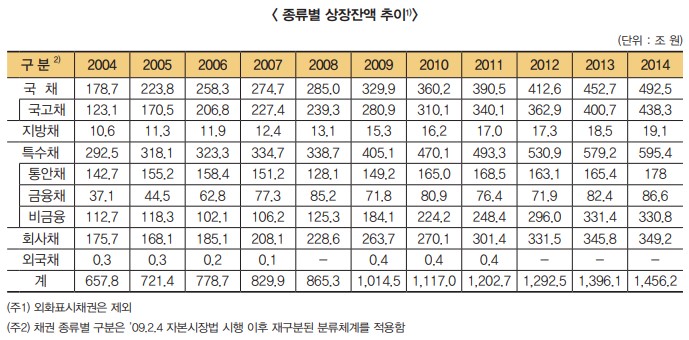 < 종류별 상장잔액 추이1)>
(단위 : 조 원)
구 분 2) 2004 2005 2006 2007 2008 2009 2010 2011 2012 2013 2014
국 채 178.7 223.8 258.3 274.7 285.0 329.9 360.2 390.5 412.6 452.7 492.5
국고채 123.1 170.5 206.8 227.4 239.3 280.9 310.1 340.1 362.9 400.7 438.3
지방채 10.6 11.3 11.9 12.4 13.1 15.3 16.2 17.0 17.3 18.5 19.1
특수채 292.5 318.1 323.3 334.7 338.7 405.1 470.1 493.3 530.9 579.2 595.4
통안채 142.7 155.2 158.4 151.2 128.1 149.2 165.0 168.5 163.1 165.4 178
금융채 37.1 44.5 62.8 77.3 85.2 71.8 80.9 76.4 71.9 82.4 86.6
비금융 112.7 118.3 102.1 106.2 125.3 184.1 224.2 248.4 296.0 331.4 330.8
회사채 175.7 168.1 185.1 208.1 228.6 263.7 270.1 301.4 331.5 345.8 349.2
외국채 0.3 0.3 0.2 0.1 – 0.4 0.4 0.4 – – –
계 657.8 721.4 778.7 829.9 865.3 1,014.5 1,117.0 1,202.7 1,292.5 1,396.1 1,456.2
(주1) 외화표시채권은 제외
(주2) 채권 종류별 구분은 '09.2.4 자본시장법 시행 이후 재구분된 분류체계를 적용함